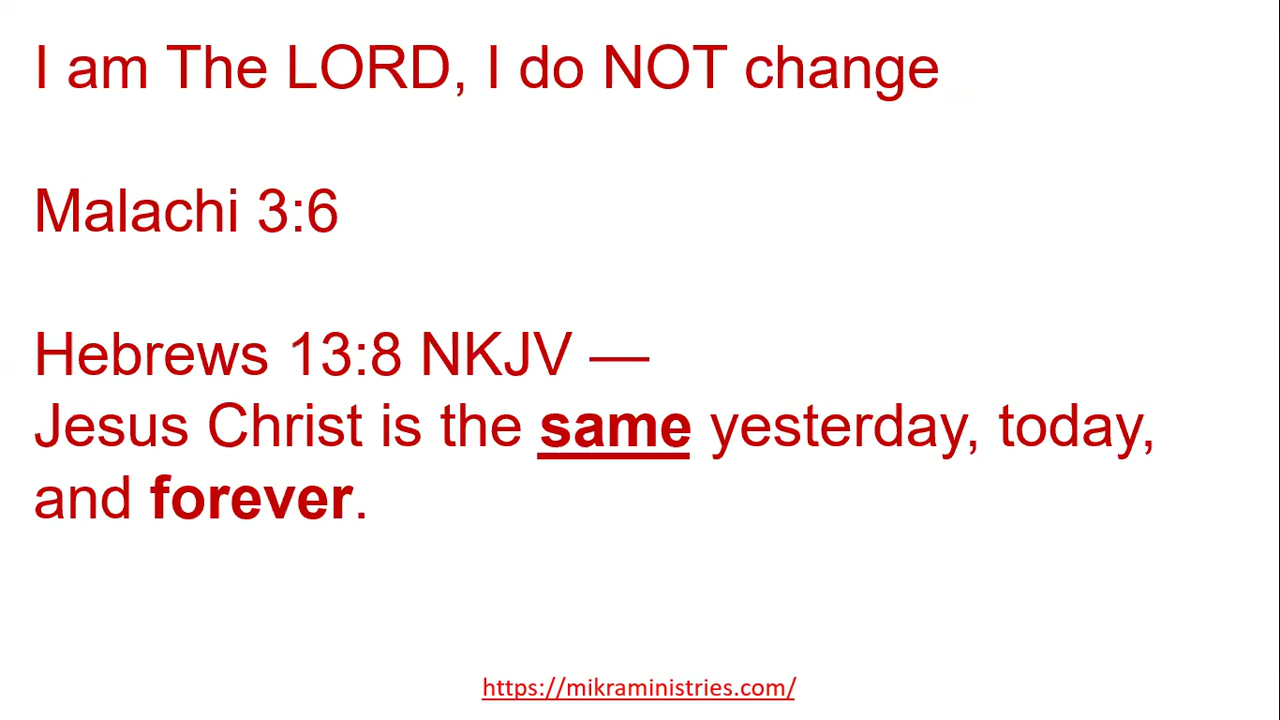 I am The LORD, I do NOT change
Malachi 3:6
Hebrews 13:8 NKJV —
Jesus Christ is the same yesterday, today,
and forever.
https://mikraministries.com/